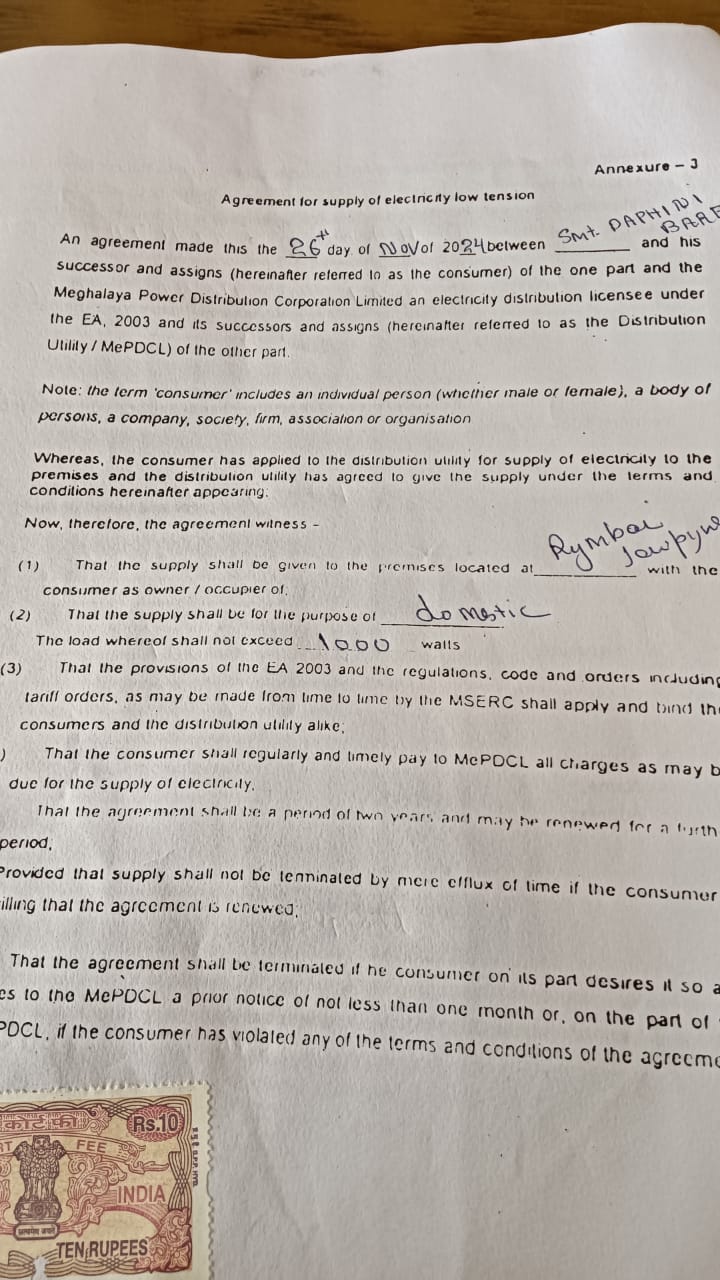 Annexure – 3
Agreement for supply of electricity low tension
An agreement made this the 26th day of Nov of 2024 between Smt. DAPHINI and his
successor and assigns (hereinafter referred to as the consumer) of the one part and the
Meghalaya Power Distribution Corporation Limited an electricity distribution licensee under
the EA, 2003 and its successors and assigns (hereinafter referred to as the Distribution
Utility / MePDCL) of the other part.
Note: the term 'consumer' includes an individual person (whether male or female), a body of
persons, a company, society, firm, association or organisation
Whereas, the consumer has applied to the distribution utility for supply of electricity to the
premises and the distribution utility has agreed to give the supply under the terms and
conditions hereinafter appearing:
Now, therefore, the agreement witness –
(1) That the supply shall be given to the premises located at Rymbai with the
consumer as owner / occupier of;
(2) That the supply shall be for the purpose of domestic
The load whereof shall not exceed 1000 watts
(3) That the provisions of the EA 2003 and the regulations, code and orders including
tariff orders, as may be made from time to time by the MSERC shall apply and bind
consumers and the distribution utility alike;
) That the consumer shall regularly and timely pay to MePDCL all charges as may b
due for the supply of electricity,
That the agreement shall be a period of two years and may be renewed for a
period;
Provided that supply shall not be terminated by mere efflux of time if the consumer
illing that the agreement is renewed;
That the agreement shall be terminated if he consumer on its part desires it so a
es to the MePDCL a prior notice of not less than one month or, on the part of
PDCL, if the consumer has violated any of the terms and conditions of the agreeme
कोर्ट फी Rs.10
RT FEE
INDIA
सत्यमेव जयते
TEN RUPEES